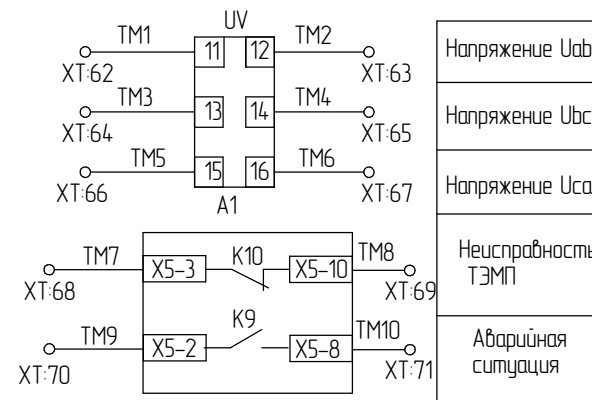 UV
TM1
11
12
TM2
Напряжение Uab
XT:62
XT:63
TM3
13
14
TM4
Напряжение Ubc
XT:64
XT:65
TM5
15
16
TM6
Напряжение Uca
XT:66
XT:67
A1
TM7
X5-3
K10
X5-10
TM8
Неисправность
ТЭМП
XT:68
XT:69
TM9
X5-2
K9
X5-8
TM10
Аварийная
ситуация
XT:70
XT:71